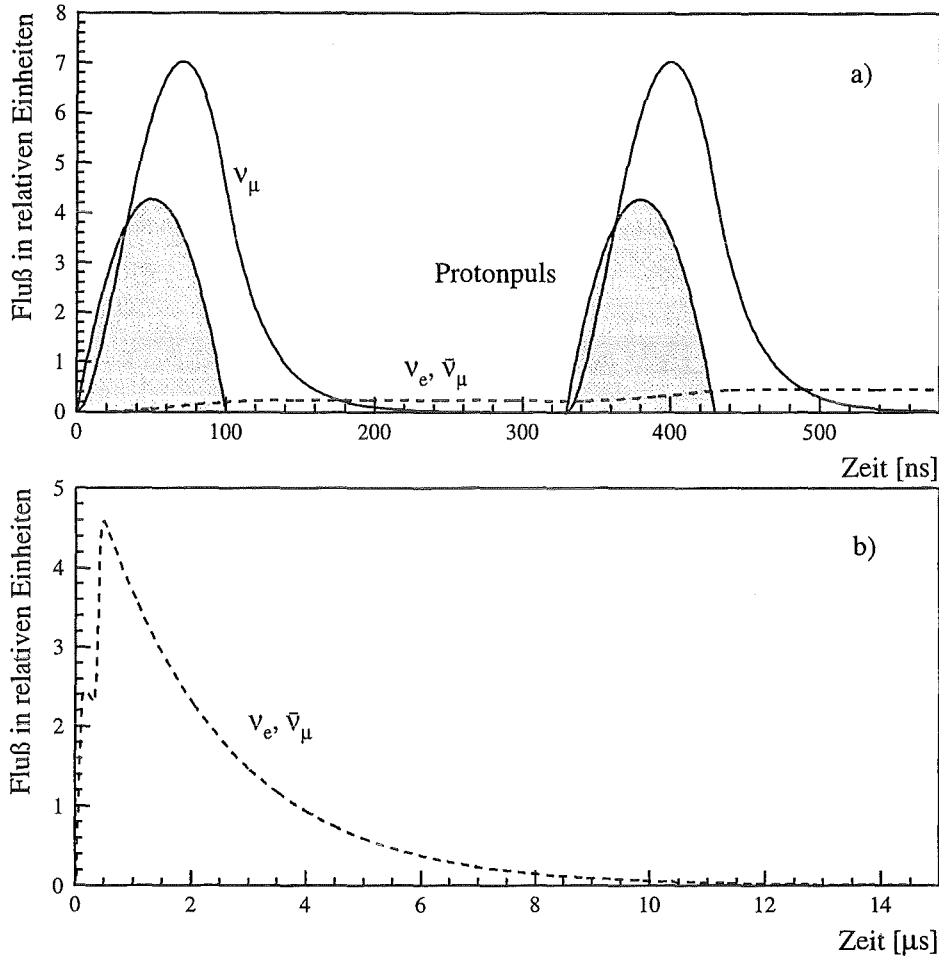 Fluß in relativen Einheiten
8
7
6
5
4
3
2
1
0
a)
ν_μ
Protonpuls
ν_e, ν̄_μ
0 100 200 300 400 500
Zeit [ns]
Fluß in relativen Einheiten
5
4
3
2
1
0
b)
ν_e, ν̄_μ
0 2 4 6 8 10 12 14
Zeit [μs]